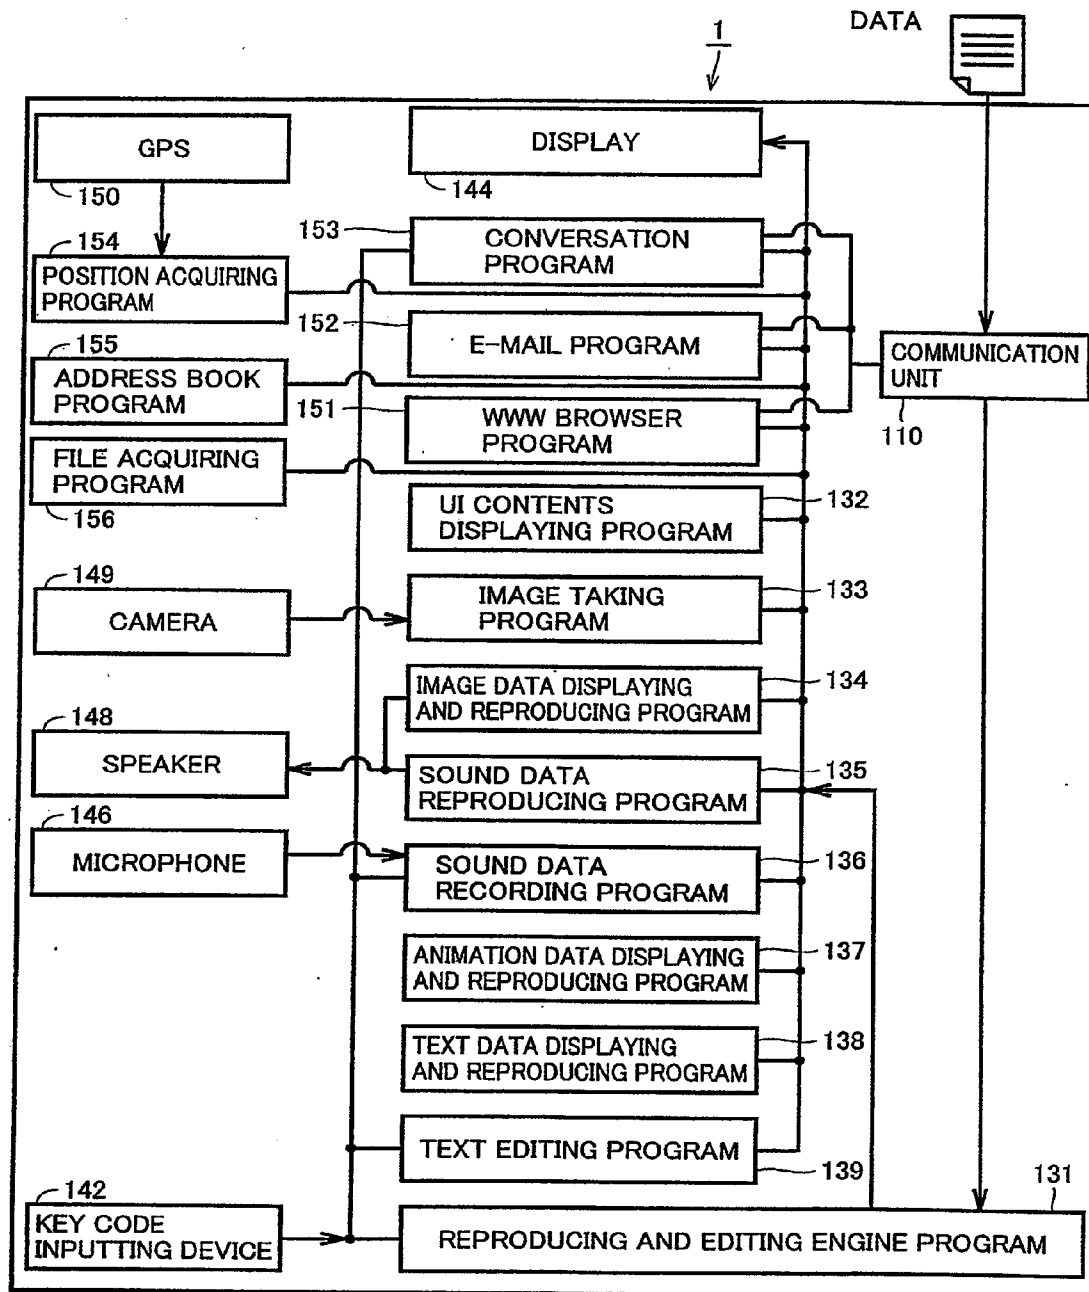 DATA
1
GPS
150
DISPLAY
144
154
POSITION ACQUIRING
PROGRAM
153
CONVERSATION
PROGRAM
152
E-MAIL PROGRAM
COMMUNICATION
UNIT
110
155
ADDRESS BOOK
PROGRAM
151
WWW BROWSER
PROGRAM
FILE ACQUIRING
PROGRAM
156
UI CONTENTS
DISPLAYING PROGRAM
132
149
CAMERA
IMAGE TAKING
PROGRAM
133
IMAGE DATA DISPLAYING
AND REPRODUCING PROGRAM
134
148
SPEAKER
SOUND DATA
REPRODUCING PROGRAM
135
146
MICROPHONE
SOUND DATA
RECORDING PROGRAM
136
ANIMATION DATA DISPLAYING
AND REPRODUCING PROGRAM
137
TEXT DATA DISPLAYING
AND REPRODUCING PROGRAM
138
TEXT EDITING PROGRAM
139
142
KEY CODE
INPUTTING DEVICE
131
REPRODUCING AND EDITING ENGINE PROGRAM